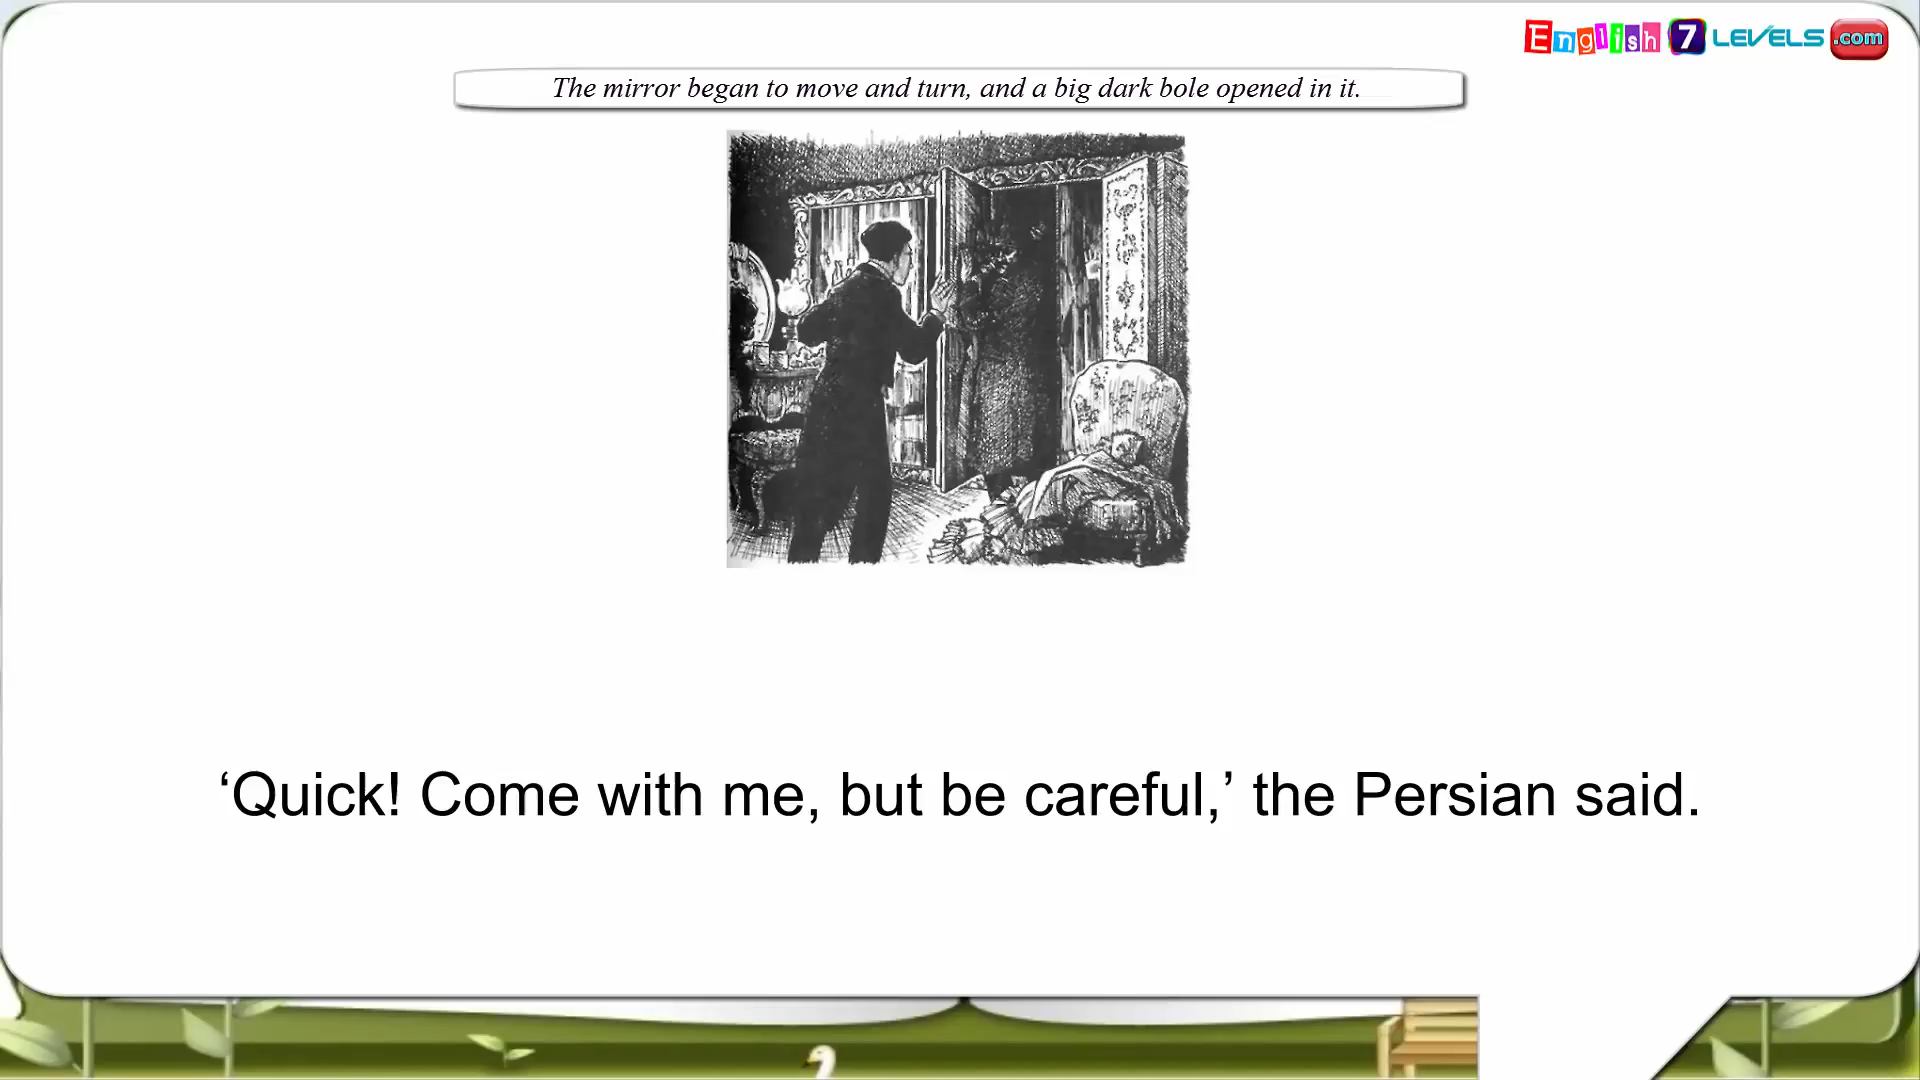 English 7 LEVELS .com
The mirror began to move and turn, and a big dark bole opened in it.
‘Quick! Come with me, but be careful,’ the Persian said.